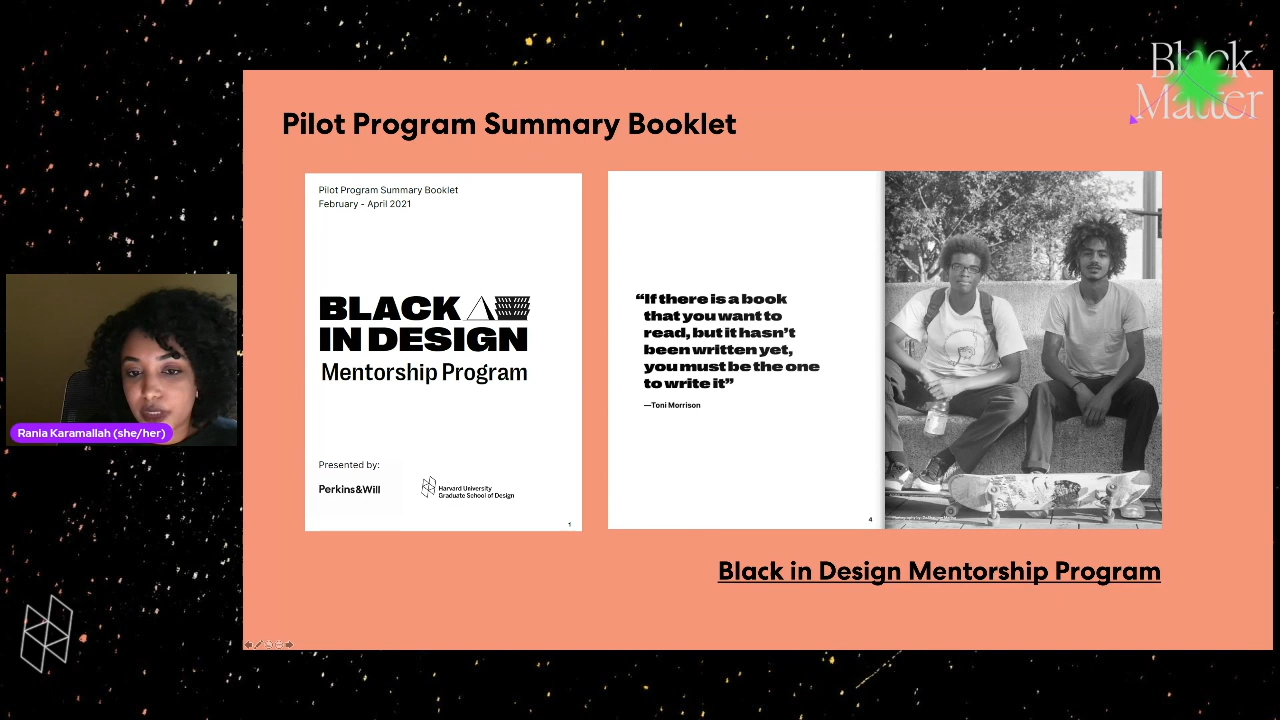 Black
Matter
Pilot Program Summary Booklet
Pilot Program Summary Booklet
February - April 2021
BLACK
IN DESIGN
Mentorship Program
Presented by:
Perkins&Will
Harvard University
Graduate School of Design
1
“If there is a book
that you want to
read, but it hasn’t
been written yet,
you must be the one
to write it”
—Toni Morrison
4
Black in Design Mentorship Program
Rania Karamallah (she/her)